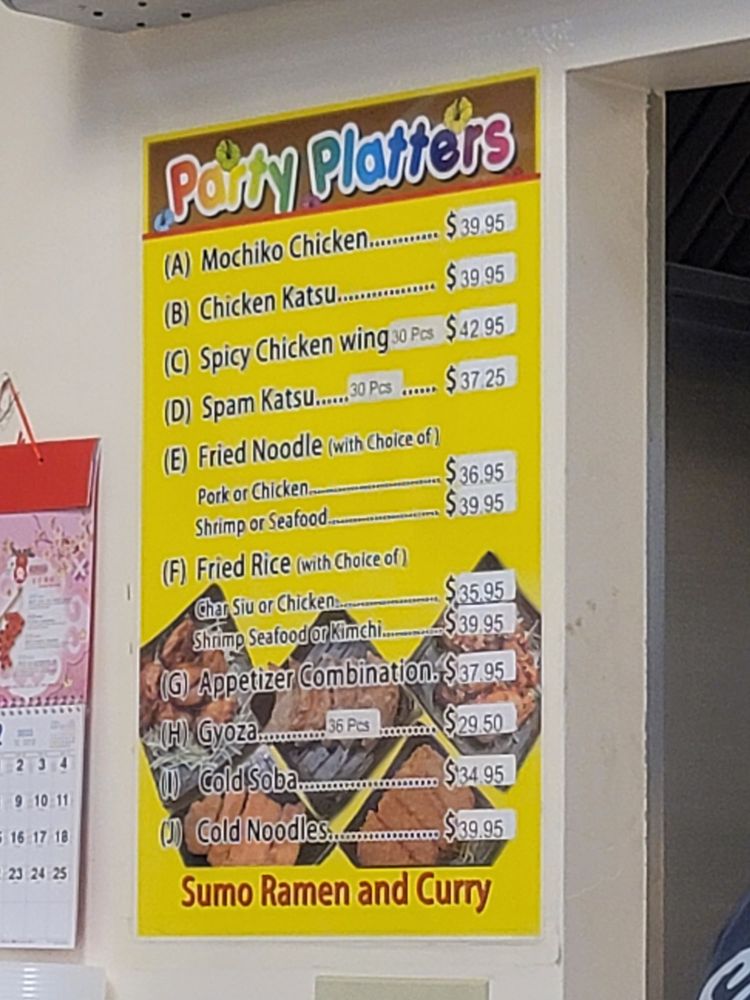 Party Platters
(A) Mochiko Chicken............ $39.95
(B) Chicken Katsu................ $39.95
(C) Spicy Chicken wing 30 Pcs $42.95
(D) Spam Katsu...... 30 Pcs ...... $37.25
(E) Fried Noodle (with Choice of)
Pork or Chicken........................ $36.95
Shrimp or Seafood.................... $39.95
(F) Fried Rice (with Choice of)
Char Siu or Chicken................... $35.95
Shrimp Seafood or Kimchi............ $39.95
(G) Appetizer Combination. $37.95
(H) Gyoza............ 36 Pcs ......... $29.50
(I) Cold Soba....................... $34.95
(J) Cold Noodles.................. $39.95
Sumo Ramen and Curry
2 3 4
9 10 11
16 17 18
23 24 25